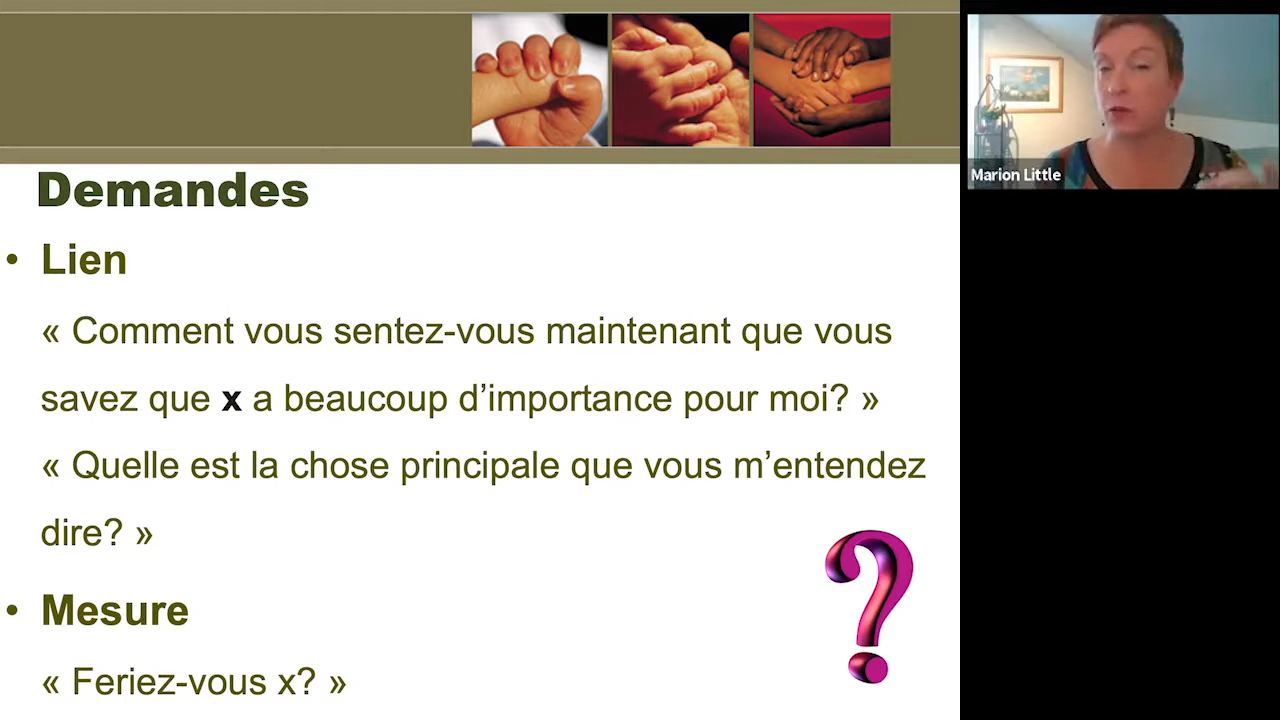 Demandes
• Lien
« Comment vous sentez-vous maintenant que vous
savez que x a beaucoup d’importance pour moi? »
« Quelle est la chose principale que vous m’entendez
dire? »
• Mesure
« Feriez-vous x? »
Marion Little